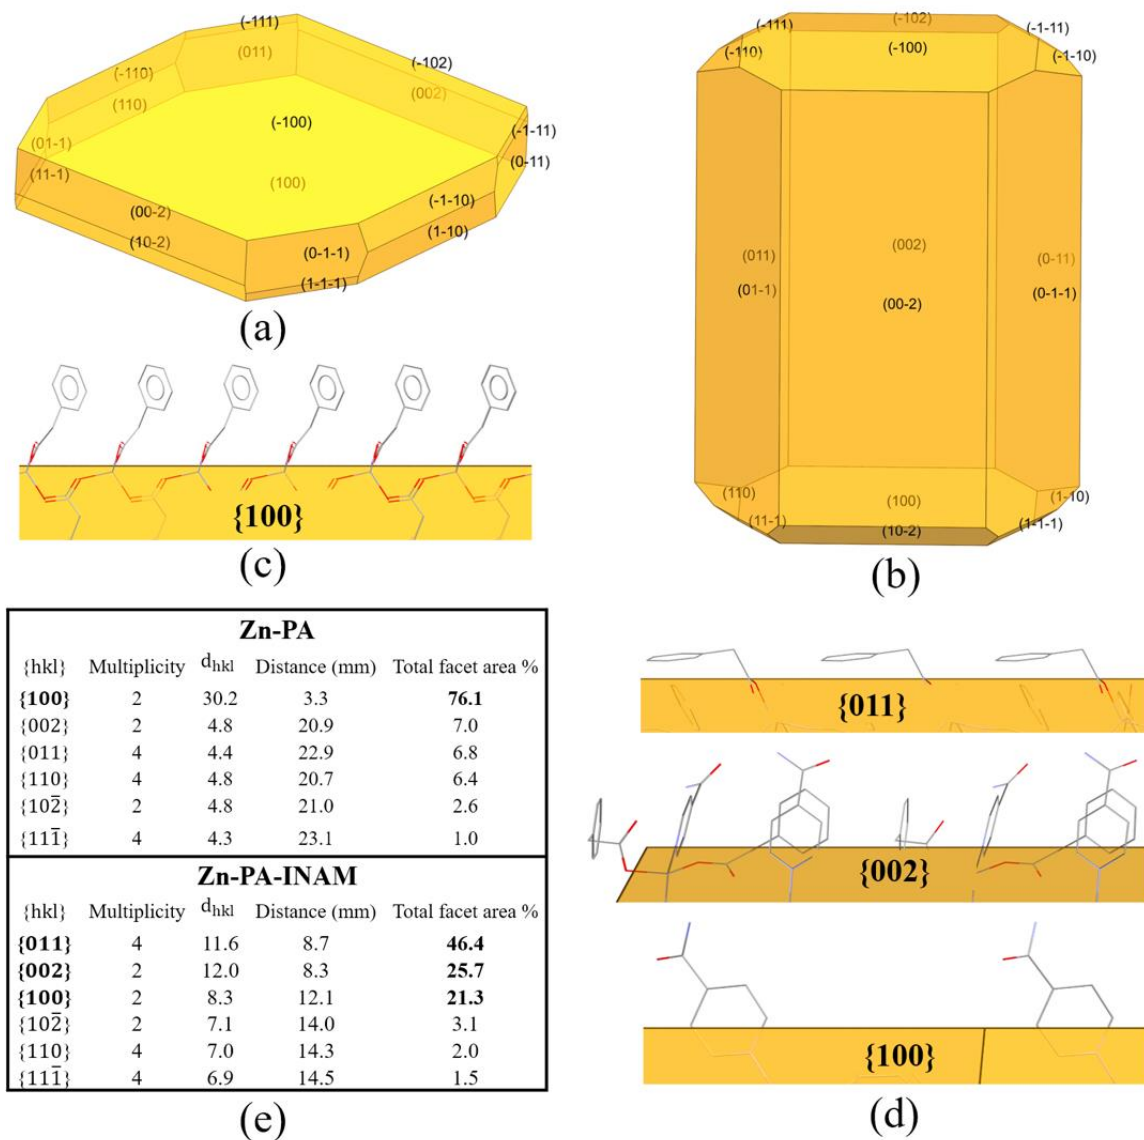 (-111)
(011)
(-102)
(-110)
(002)
(110)
(-100)
(-1-11)
(01-1)
(0-11)
(11-1)
(100)
(-1-10)
(00-2)
(10-2)
(0-1-1)
(1-10)
(1-1-1)
(a)
(-102)
(-111)
(-1-11)
(-110)
(-100)
(-1-10)
(002)
(011)
(0-11)
(01-1)
(00-2)
(0-1-1)
(110)
(100)
(1-10)
(11-1)
(10-2)
(1-1-1)
(b)
{100}
(c)
{011}
{002}
{100}
(d)
Zn-PA
{hkl} Multiplicity d_hkl Distance (mm) Total facet area %
{100} 2 30.2 3.3 76.1
{002} 2 4.8 20.9 7.0
{011} 4 4.4 22.9 6.8
{110} 4 4.8 20.7 6.4
{102̅} 2 4.8 21.0 2.6
{111̅} 4 4.3 23.1 1.0
Zn-PA-INAM
{hkl} Multiplicity d_hkl Distance (mm) Total facet area %
{011} 4 11.6 8.7 46.4
{002} 2 12.0 8.3 25.7
{100} 2 8.3 12.1 21.3
{102̅} 2 7.1 14.0 3.1
{110} 4 7.0 14.3 2.0
{111̅} 4 6.9 14.5 1.5
(e)